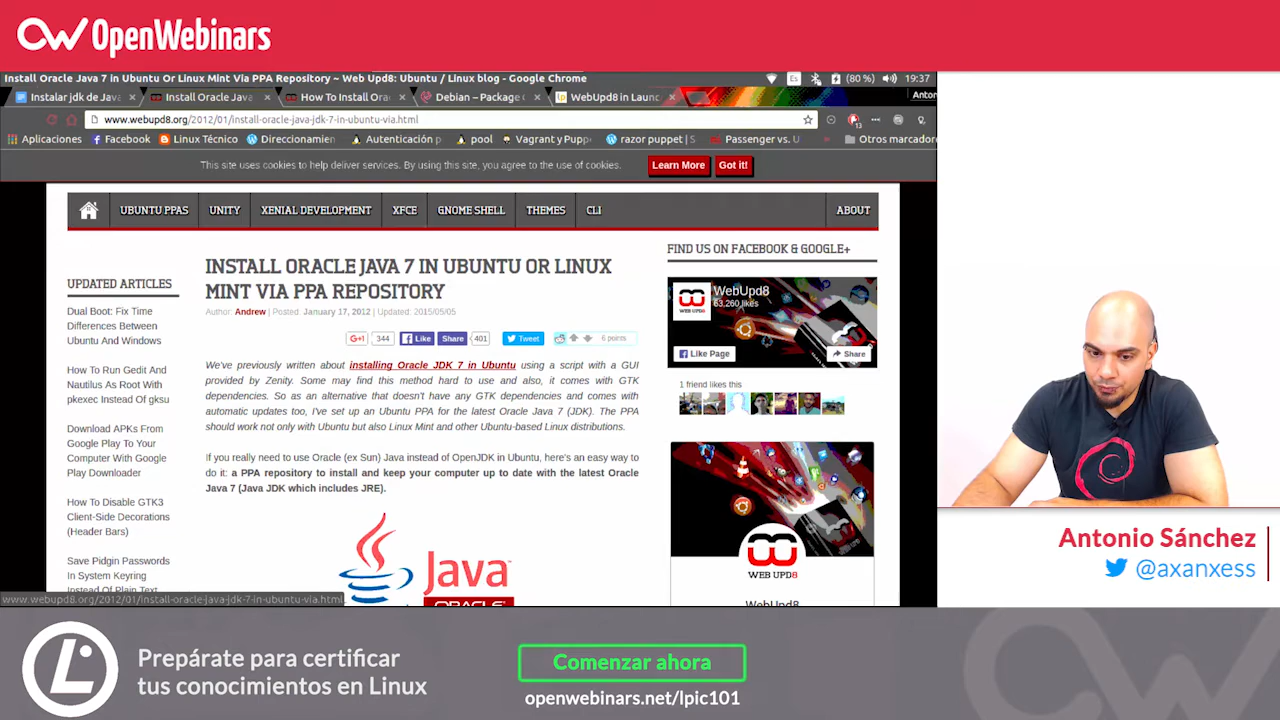 OpenWebinars
Install Oracle Java 7 in Ubuntu Or Linux Mint Via PPA Repository ~ Web Upd8: Ubuntu / Linux blog - Google Chrome
Es
(80 %)
19:37
Instalar jdk de Java
Install Oracle Java
How To Install Orac
Debian – Package
WebUpd8 in Launc
Anton
www.webupd8.org/2012/01/install-oracle-java-jdk-7-in-ubuntu-via.html
13
Aplicaciones
Facebook
Linux Técnico
Direccionamien
Autenticación p
pool
Vagrant y Pupp
razor puppet | S
Passenger vs. U
Otros marcador
This site uses cookies to help deliver services. By using this site, you agree to the use of cookies.
Learn More
Got it!
UBUNTU PPAS
UNITY
XENIAL DEVELOPMENT
XFCE
GNOME SHELL
THEMES
CLI
ABOUT
UPDATED ARTICLES
Dual Boot: Fix Time
Differences Between
Ubuntu And Windows
How To Run Gedit And
Nautilus As Root With
pkexec Instead Of gksu
Download APKs From
Google Play To Your
Computer With Google
Play Downloader
How To Disable GTK3
Client-Side Decorations
(Header Bars)
Save Pidgin Passwords
In System Keyring
Instead Of Plain Text
INSTALL ORACLE JAVA 7 IN UBUNTU OR LINUX
MINT VIA PPA REPOSITORY
Author: Andrew | Posted: January 17, 2012 | Updated: 2015/05/05
G+1
344
Like
Share
401
Tweet
6 points
We've previously written about installing Oracle JDK 7 in Ubuntu using a script with a GUI
provided by Zenity. Some may find this method hard to use and also, it comes with GTK
dependencies. So as an alternative that doesn't have any GTK dependencies and comes with
automatic updates too, I've set up an Ubuntu PPA for the latest Oracle Java 7 (JDK). The PPA
should work not only with Ubuntu but also Linux Mint and other Ubuntu-based Linux distributions.
If you really need to use Oracle (ex Sun) Java instead of OpenJDK in Ubuntu, here's an easy way to
do it: a PPA repository to install and keep your computer up to date with the latest Oracle
Java 7 (Java JDK which includes JRE).
Java
ORACLE
FIND US ON FACEBOOK & GOOGLE+
WEB UPD8
WebUpd8
63,260 likes
Like Page
Share
1 friend likes this
WEB UPD8
WebUpd8
www.webupd8.org/2012/01/install-oracle-java-jdk-7-in-ubuntu-via.html
Antonio Sánchez
@axanxess
Prepárate para certificar
tus conocimientos en Linux
Comenzar ahora
openwebinars.net/lpic101